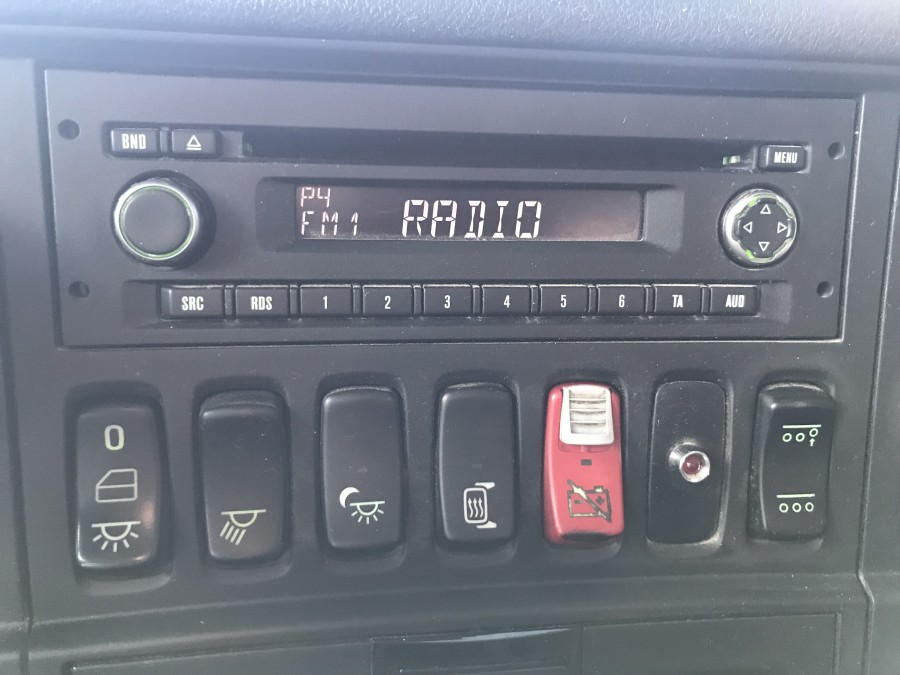 BND
MENU
P4
FM1 RADIO
SRC RDS 1 2 3 4 5 6 TA AUD
0